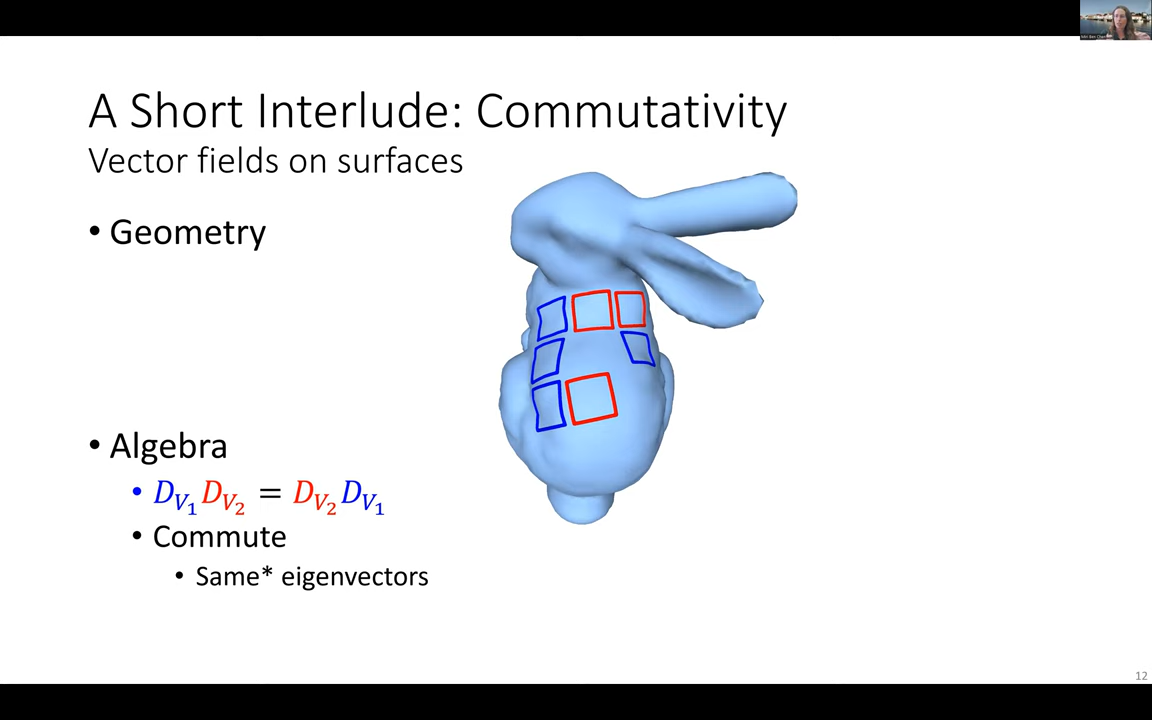 A Short Interlude: Commutativity
Vector fields on surfaces
• Geometry
• Algebra
• D_{V_1} D_{V_2} = D_{V_2} D_{V_1}
• Commute
• Same* eigenvectors
12